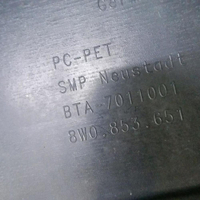 PC-PET
SMP Neustadt
BTA-7011001
8W0.853.651